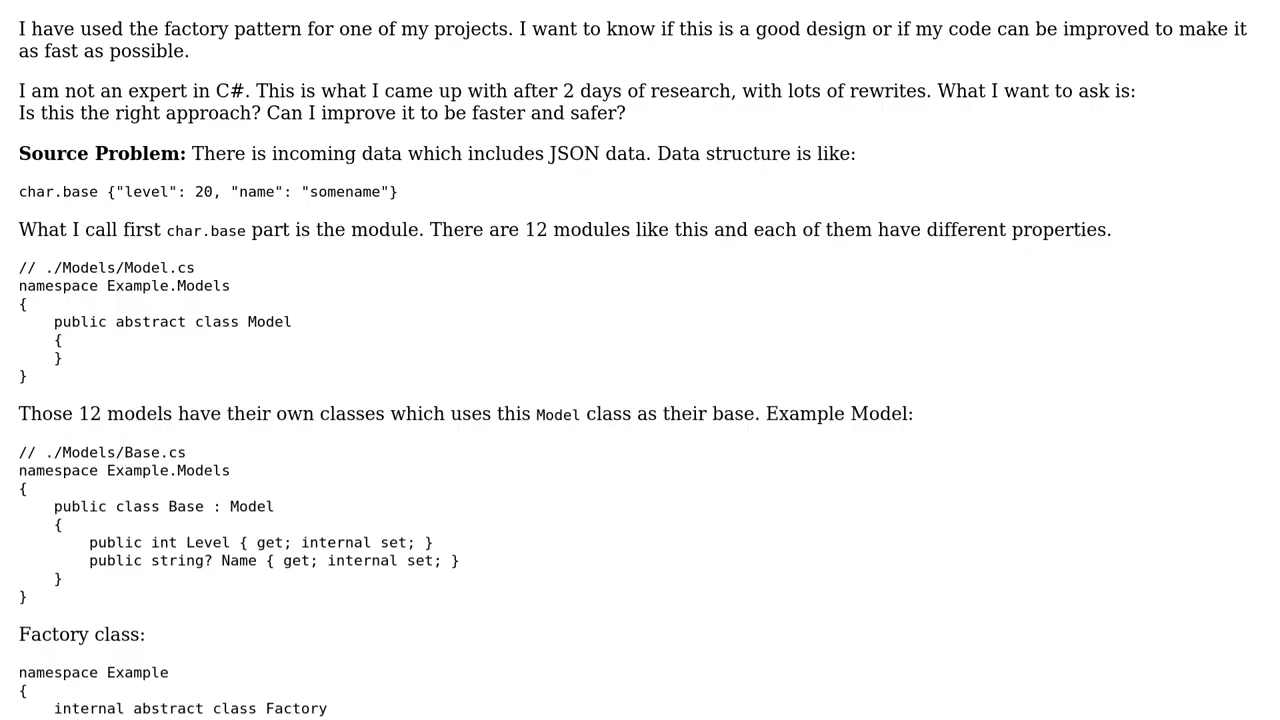 I have used the factory pattern for one of my projects. I want to know if this is a good design or if my code can be improved to make it
as fast as possible.
I am not an expert in C#. This is what I came up with after 2 days of research, with lots of rewrites. What I want to ask is:
Is this the right approach? Can I improve it to be faster and safer?
Source Problem: There is incoming data which includes JSON data. Data structure is like:
char.base {"level": 20, "name": "somename"}
What I call first char.base part is the module. There are 12 modules like this and each of them have different properties.
// ./Models/Model.cs
namespace Example.Models
{
    public abstract class Model
    {
    }
}
Those 12 models have their own classes which uses this Model class as their base. Example Model:
// ./Models/Base.cs
namespace Example.Models
{
    public class Base : Model
    {
        public int Level { get; internal set; }
        public string? Name { get; internal set; }
    }
}
Factory class:
namespace Example
{
    internal abstract class Factory